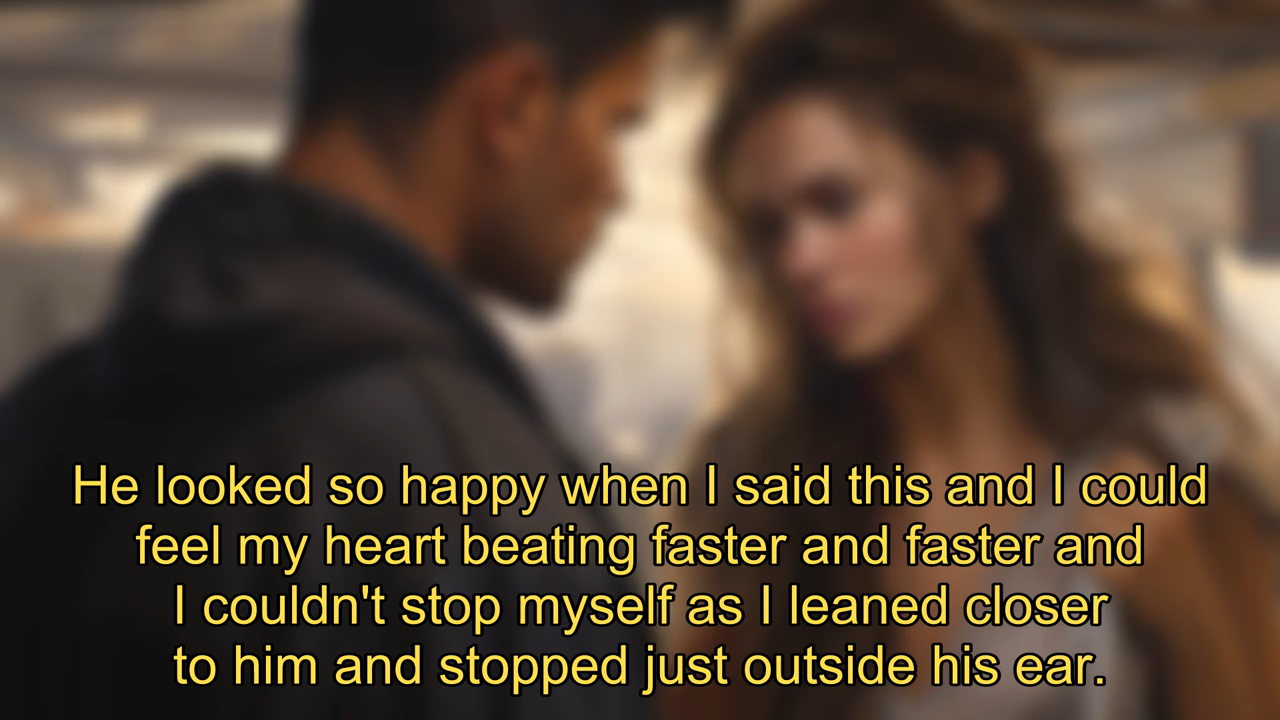 He looked so happy when I said this and I could
feel my heart beating faster and faster and
I couldn't stop myself as I leaned closer
to him and stopped just outside his ear.